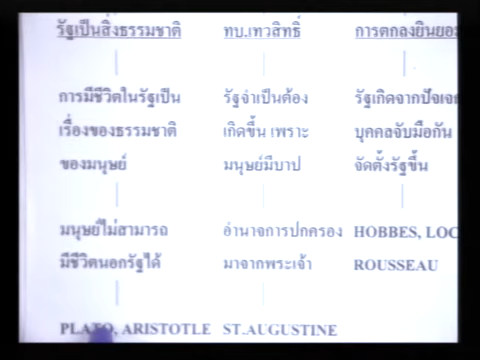 รัฐเป็นสิ่งธรรมชาติ ทบ.เทวสิทธิ์ การตกลงยินยอม
การมีชีวิตในรัฐเป็น รัฐจำเป็นต้อง รัฐเกิดจากปัจเจก
เรื่องของธรรมชาติ เกิดขึ้น เพราะ บุคคลจับมือกัน
ของมนุษย์ มนุษย์มีบาป จัดตั้งรัฐขึ้น
มนุษย์ไม่สามารถ อำนาจการปกครอง HOBBES, LOC
มีชีวิตนอกรัฐได้ มาจากพระเจ้า ROUSSEAU
PLATO, ARISTOTLE ST.AUGUSTINE